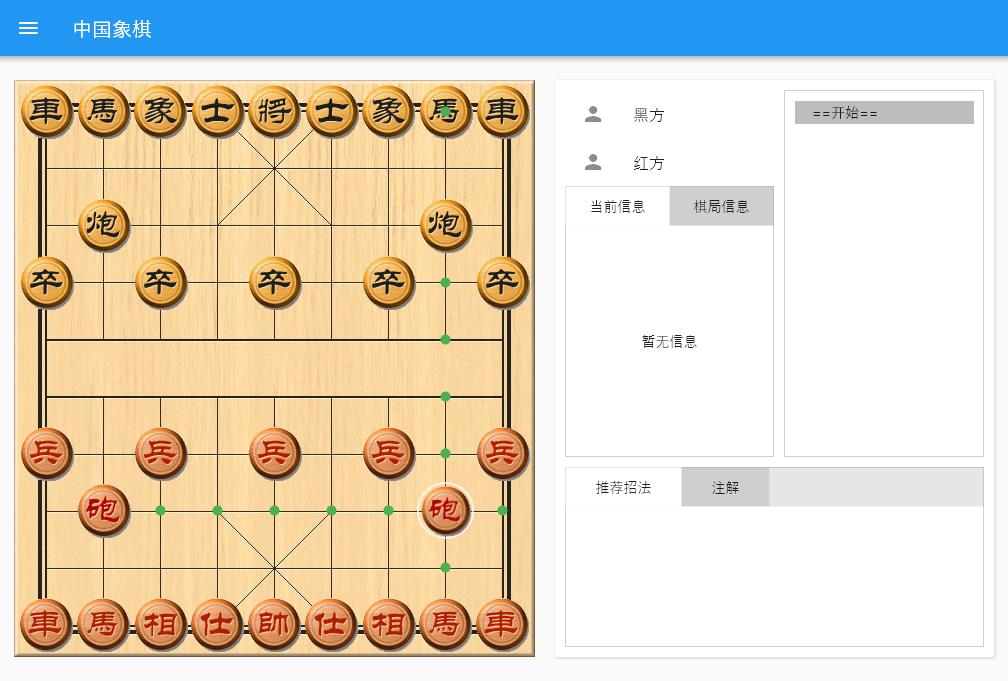 中国象棋
車馬象士将士象馬車
炮炮
卒卒卒卒卒
兵兵兵兵兵
砲砲
車馬相仕帥仕相馬車
黑方
红方
当前信息 棋局信息
暂无信息
==开始==
推荐招法 注解